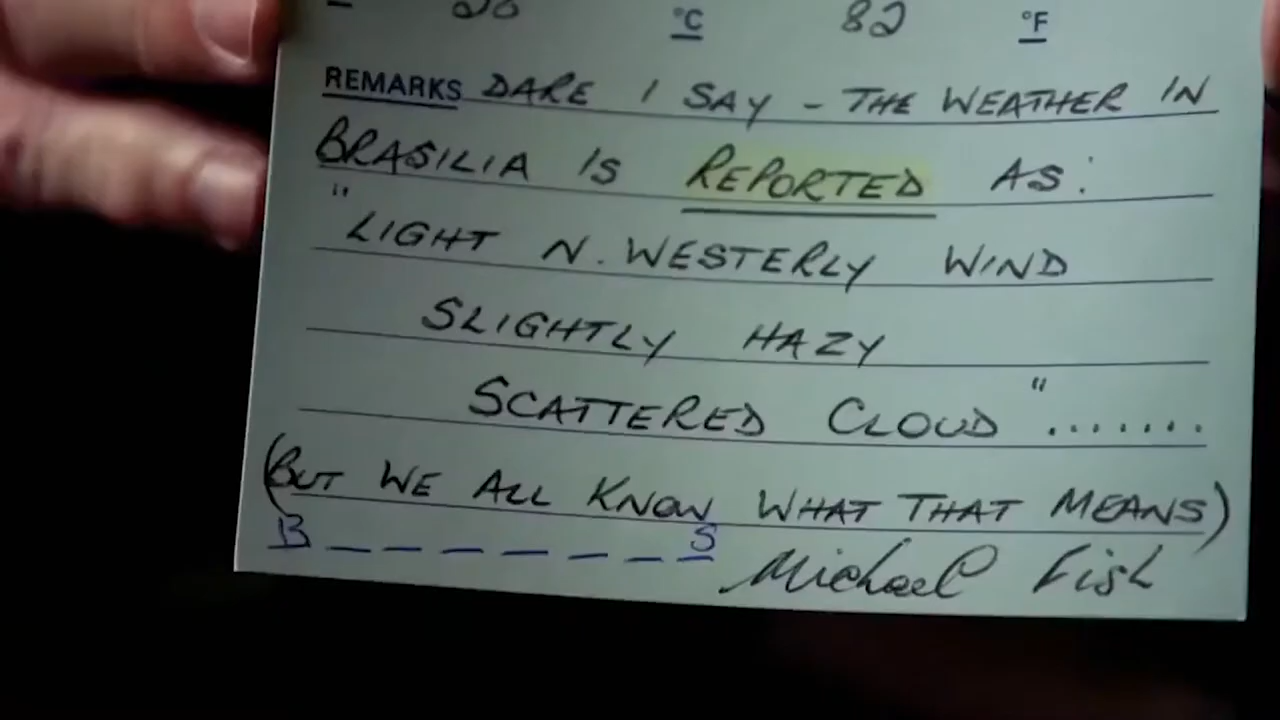 °C 82 °F
REMARKS DARE I SAY - THE WEATHER IN
BRASILIA IS REPORTED AS:
"LIGHT N. WESTERLY WIND
SLIGHTLY HAZY
SCATTERED CLOUD" .......
(BUT WE ALL KNOW WHAT THAT MEANS)
B _ _ _ _ _ _ S
Michael Fish